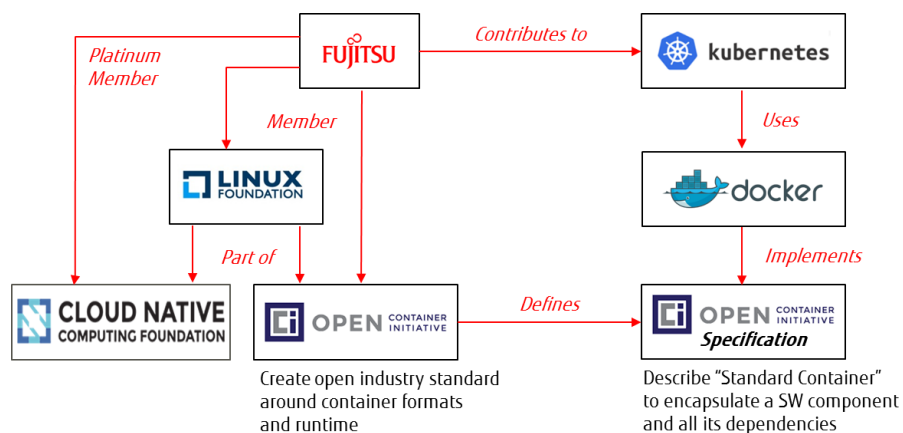 Platinum
Member
FUJITSU
Contributes to
kubernetes
Member
Uses
LINUX
FOUNDATION
docker
Part of
Implements
CLOUD NATIVE
COMPUTING FOUNDATION
Ci OPEN CONTAINER
INITIATIVE
Defines
Ci OPEN CONTAINER
INITIATIVE
Specification
Create open industry standard
around container formats
and runtime
Describe “Standard Container”
to encapsulate a SW component
and all its dependencies